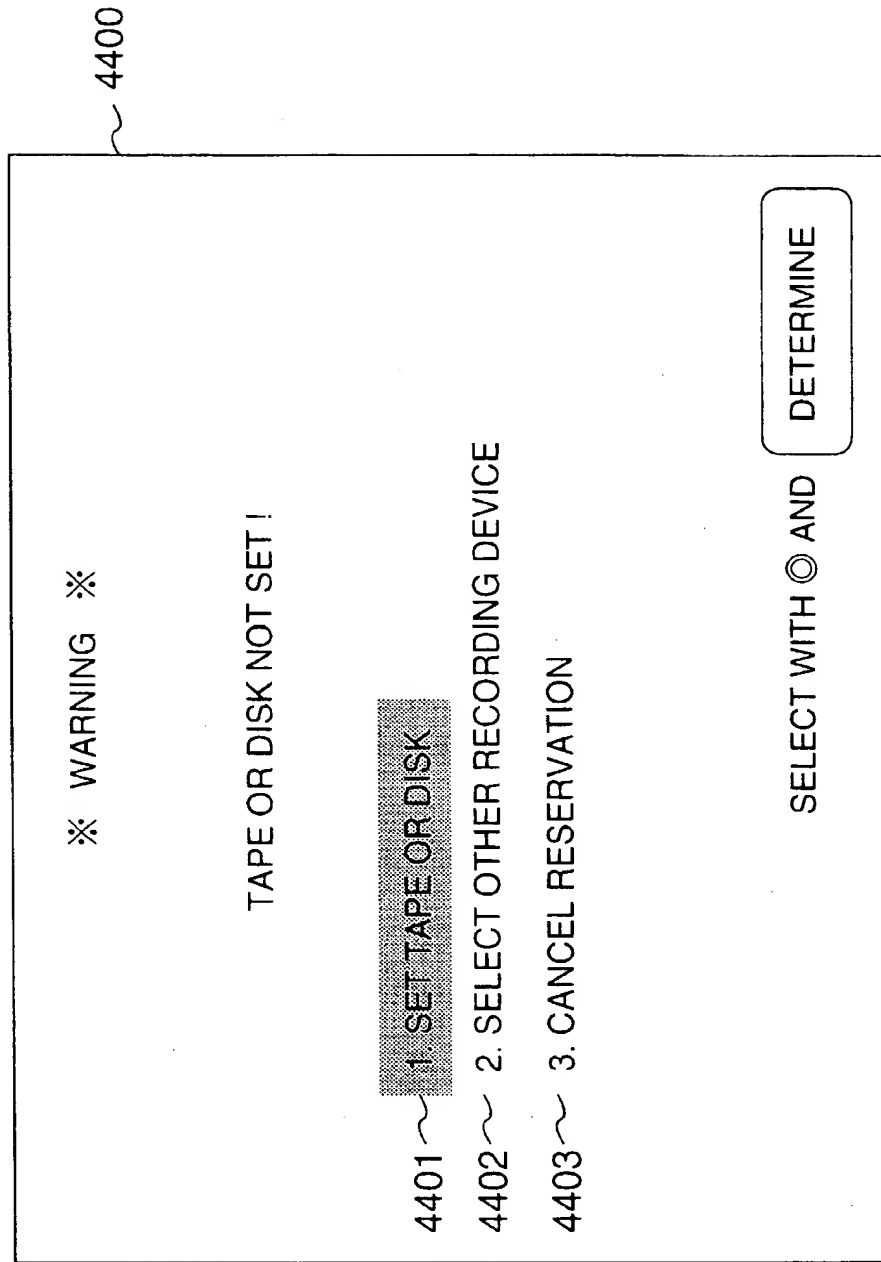 4400
※ WARNING ※
TAPE OR DISK NOT SET !
4401 1. SET TAPE OR DISK
4402 2. SELECT OTHER RECORDING DEVICE
4403 3. CANCEL RESERVATION
SELECT WITH ◎ AND DETERMINE